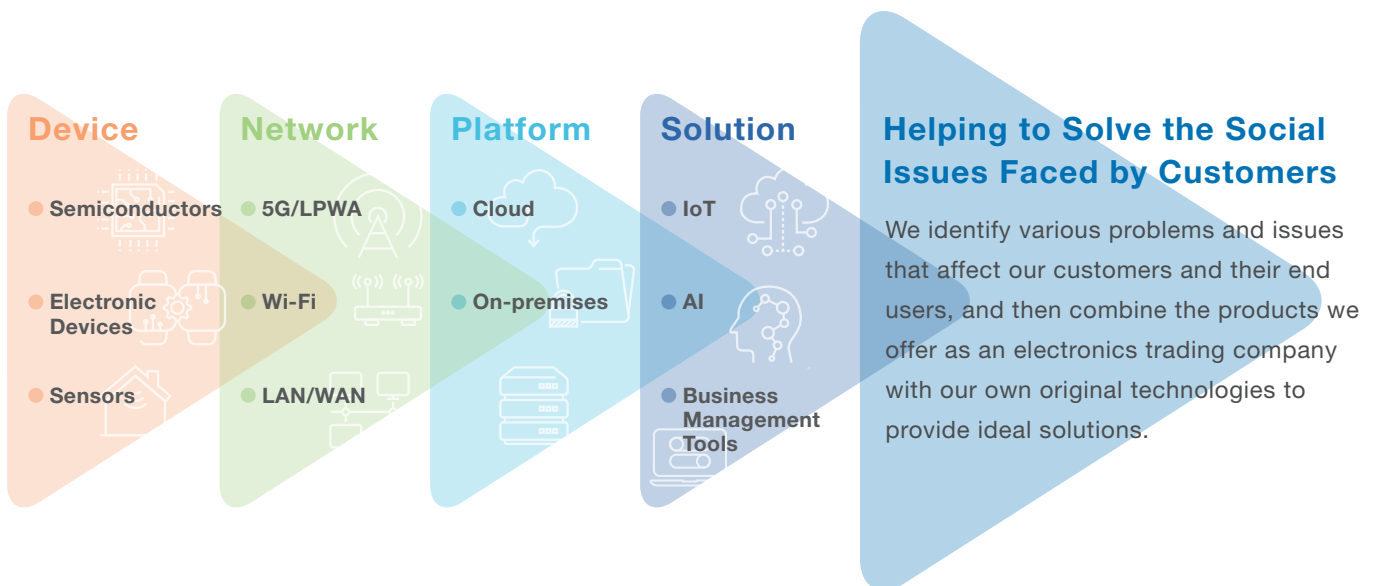 Device
Semiconductors
Electronic
Devices
Sensors
Network
5G/LPWA
Wi-Fi
LAN/WAN
Platform
Cloud
On-premises
Solution
IoT
AI
Business
Management
Tools
Helping to Solve the Social
Issues Faced by Customers
We identify various problems and issues
that affect our customers and their end
users, and then combine the products we
offer as an electronics trading company
with our own original technologies to
provide ideal solutions.